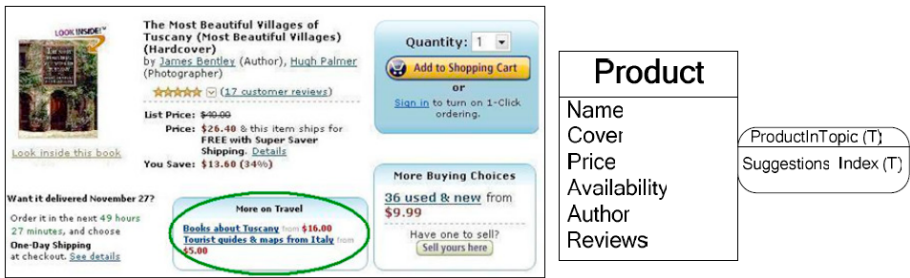 LOOK INSIDE!™
Look inside this book
The Most Beautiful Villages of
Tuscany (Most Beautiful Villages)
(Hardcover)
by James Bentley (Author), Hugh Palmer
(Photographer)
(17 customer reviews)
List Price: $40.00
Price: $26.40 & this item ships for
FREE with Super Saver
Shipping. Details
You Save: $13.60 (34%)
Want it delivered November 27?
Order it in the next 49 hours
27 minutes, and choose
One-Day Shipping
at checkout. See details
More on Travel
Books about Tuscany from $16.00
Tourist guides & maps from Italy from
$5.00
Quantity: 1
Add to Shopping Cart
or
Sign in to turn on 1-Click
ordering.
More Buying Choices
36 used & new from
$9.99
Have one to sell?
Sell yours here
Product
Name
Cover
Price
Availability
Author
Reviews
ProductInTopic (T)
Suggestions Index (T)